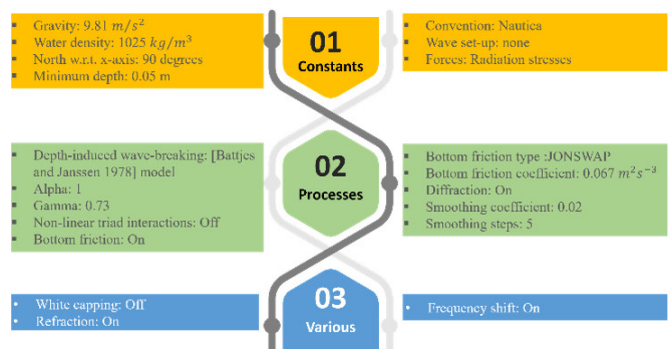 Gravity: 9.81 m/s²
Water density: 1025 kg/m³
North w.r.t. x-axis: 90 degrees
Minimum depth: 0.05 m
01
Constants
Convention: Nautica
Wave set-up: none
Forces: Radiation stresses
Depth-induced wave-breaking: [Battjes
and Janssen 1978] model
Alpha: 1
Gamma: 0.73
Non-linear triad interactions: Off
Bottom friction: On
02
Processes
Bottom friction type :JONSWAP
Bottom friction coefficient: 0.067 m²s⁻³
Diffraction: On
Smoothing coefficient: 0.02
Smoothing steps: 5
White capping: Off
Refraction: On
03
Various
Frequency shift: On